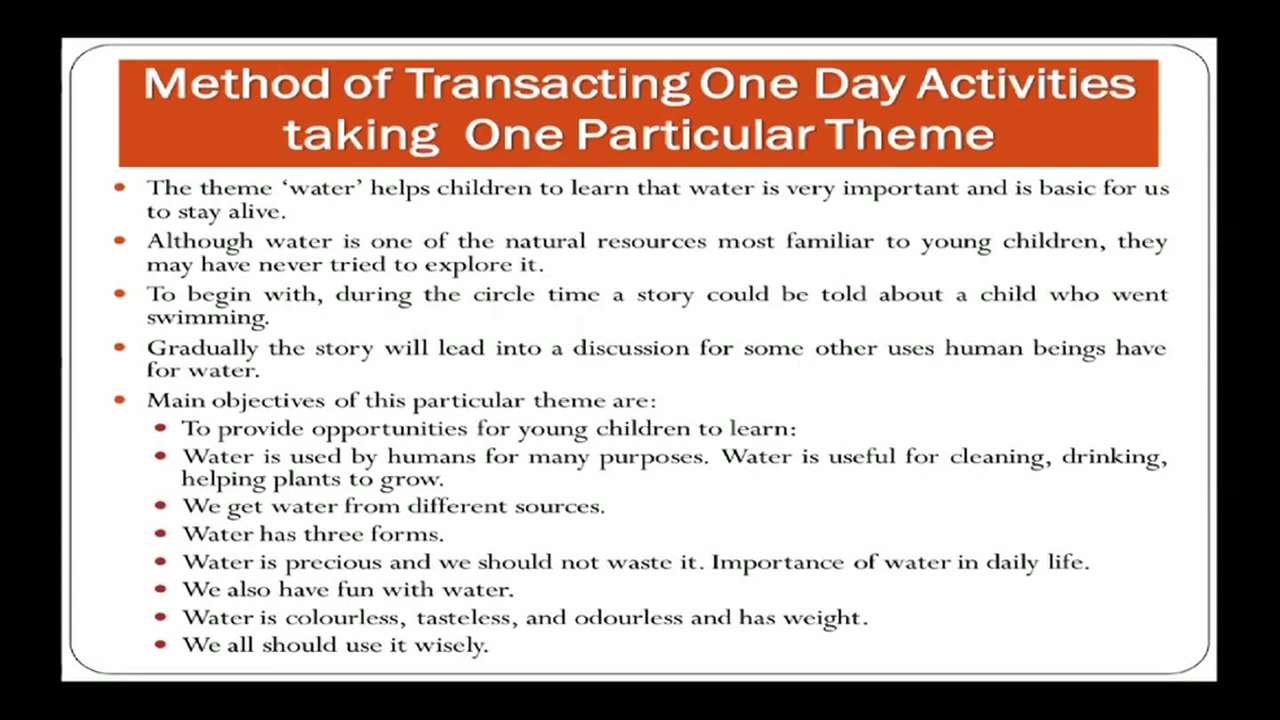 Method of Transacting One Day Activities
taking One Particular Theme
• The theme ‘water’ helps children to learn that water is very important and is basic for us
to stay alive.
• Although water is one of the natural resources most familiar to young children, they
may have never tried to explore it.
• To begin with, during the circle time a story could be told about a child who went
swimming.
• Gradually the story will lead into a discussion for some other uses human beings have
for water.
• Main objectives of this particular theme are:
• To provide opportunities for young children to learn:
• Water is used by humans for many purposes. Water is useful for cleaning, drinking,
helping plants to grow.
• We get water from different sources.
• Water has three forms.
• Water is precious and we should not waste it. Importance of water in daily life.
• We also have fun with water.
• Water is colourless, tasteless, and odourless and has weight.
• We all should use it wisely.